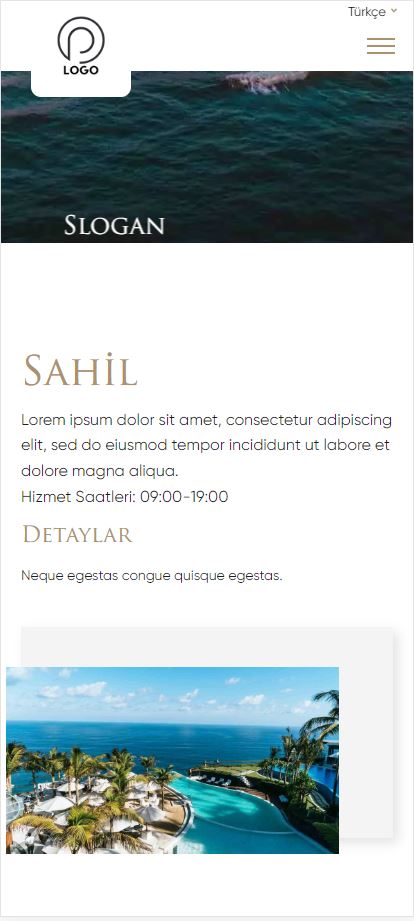 Türkçe
LOGO
SLOGAN
SAHİL
Lorem ipsum dolor sit amet, consectetur adipiscing
elit, sed do eiusmod tempor incididunt ut labore et
dolore magna aliqua.
Hizmet Saatleri: 09:00-19:00
DETAYLAR
Neque egestas congue quisque egestas.